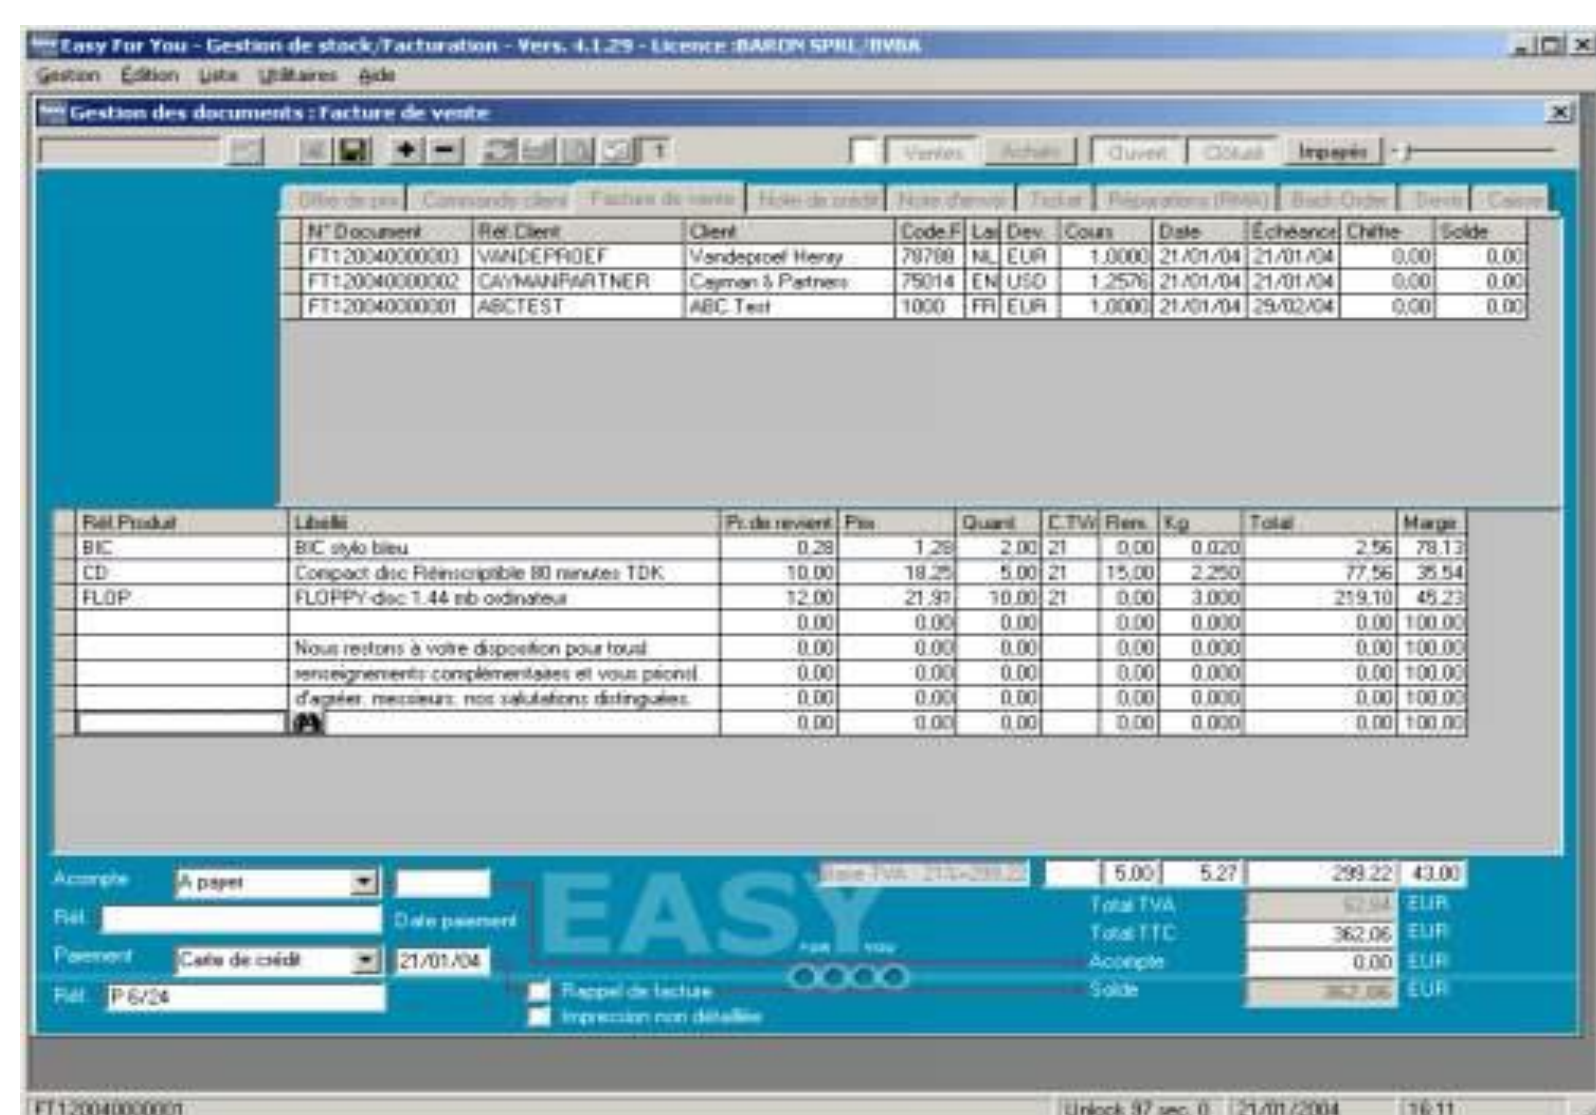 Easy For You - Gestion de stock/Facturation - Vers. 4.1.29 - Licence :BARON SPRL/BVBA
Gestion Édition Liste Utilitaires Aide
Gestion des documents : Facture de vente
1 Ventes Achats Ouvert Clôturé Impayés
Offre de prix Commande client Facture de vente Note de crédit Note d'envoi Ticket Réparations (RMA) Back Order Devis Caisse
N° Document Réf.Client Client Code.F Lan Dev. Cours Date Échéance Chiffre Solde
FT120040000003 VANDEPROEF Vandeproef Henry 78788 NL EUR 1,0000 21/01/04 21/01/04 0,00 0,00
FT120040000002 CAYMANPARTNER Cayman & Partners 75014 EN USD 1,2576 21/01/04 21/01/04 0,00 0,00
FT120040000001 ABCTEST ABC Test 1000 FR EUR 1,0000 21/01/04 29/02/04 0,00 0,00
Réf.Produit Libellé Pr.de revient Prix Quant. C.TVA Rem. Kg Total Marge
BIC BIC stylo bleu 0.28 1.28 2.00 21 0.00 0.020 2.56 78.13
CD Compact disc Réinscriptible 80 minutes TDK 10.00 18.25 5.00 21 15.00 2.250 77.56 35.54
FLOP FLOPPY-disc 1.44 mb ordinateur 12.00 21.91 10.00 21 0.00 3.000 219.10 45.23
0.00 0.00 0.00 0.00 0.000 0.00 100.00
Nous restons à votre disposition pour tous| 0.00 0.00 0.00 0.00 0.000 0.00 100.00
renseignements complémentaires et vous prions| 0.00 0.00 0.00 0.00 0.000 0.00 100.00
d'agréer, messieurs, nos salutations distinguées. 0.00 0.00 0.00 0.00 0.000 0.00 100.00
0.00 0.00 0.00 0.00 0.000 0.00 100.00
Acompte A payer Base TVA : 21%=299.22 5.00 5.27 299.22 43.00
Réf. Date paiement EASY FOR YOU Total TVA 62.84 EUR
Total TTC 362.06 EUR
Paiement Carte de crédit 21/01/04 Acompte 0.00 EUR
Réf. P 6/24 Rappel de facture Solde 362.06 EUR
Impression non détaillée
FT120040000001 Unlock 97 sec. 0 21/01/2004 16:11